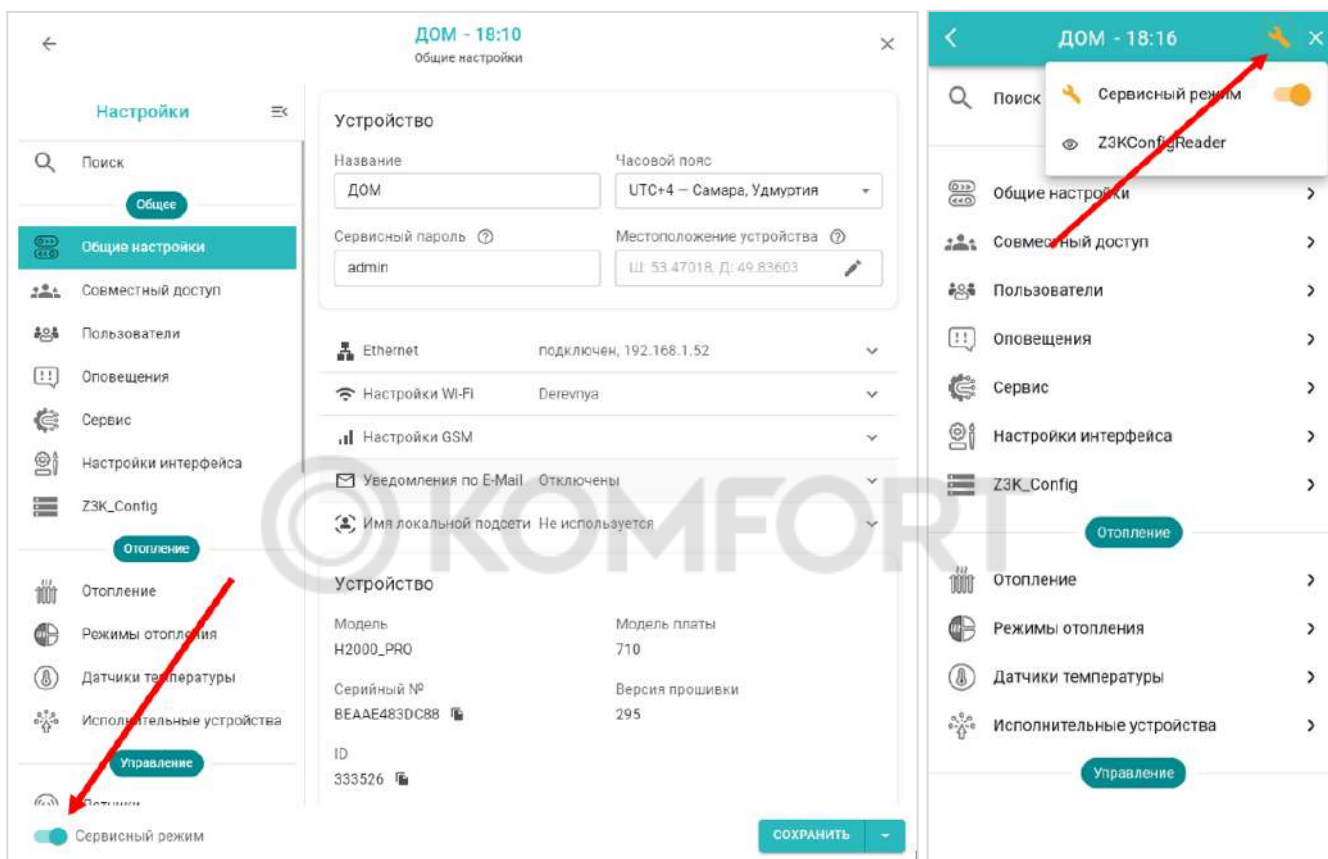 ДОМ - 18:10
Общие настройки
Настройки
Поиск
Общее
Общие настройки
Совместный доступ
Пользователи
Оповещения
Сервис
Настройки интерфейса
Z3K_Config
Отопление
Отопление
Режимы отопления
Датчики температуры
Исполнительные устройства
Управление
Датчики
Сервисный режим
Устройство
Название
Часовой пояс
ДОМ
UTC+4 — Самара, Удмуртия
Сервисный пароль
Местоположение устройства
admin
Ш: 53.47018, Д: 49.83603
Ethernet подключен, 192.168.1.52
Настройки Wi-Fi Derevnya
Настройки GSM
Уведомления по E-Mail Отключены
Имя локальной подсети Не используется
Устройство
Модель
Модель платы
H2000_PRO
710
Серийный №
Версия прошивки
BEAAE483DC88
295
ID
333526
СОХРАНИТЬ
KOMFORT
ДОМ - 18:16
Поиск
Сервисный режим
Z3KConfigReader
Общие настройки
Совместный доступ
Пользователи
Оповещения
Сервис
Настройки интерфейса
Z3K_Config
Отопление
Отопление
Режимы отопления
Датчики температуры
Исполнительные устройства
Управление